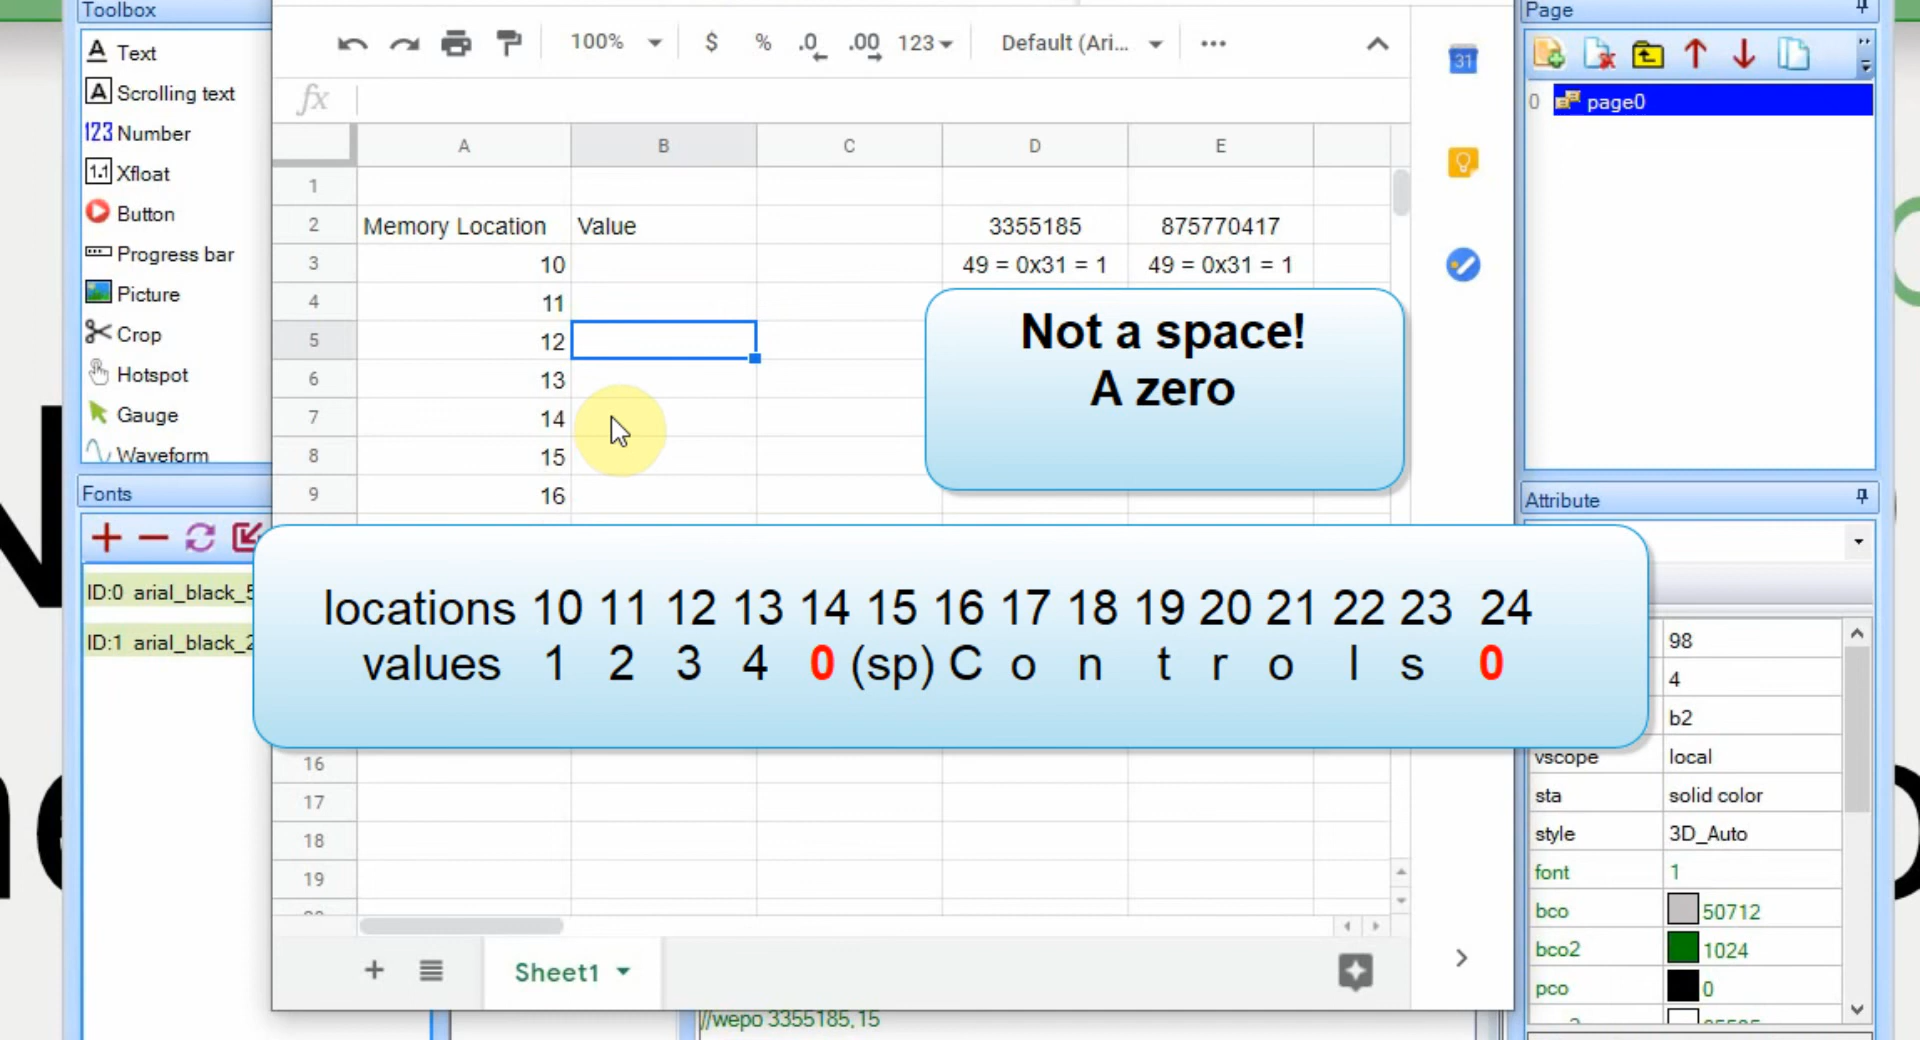 Toolbox
Text
Scrolling text
123 Number
1.1 Xfloat
Button
Progress bar
Picture
Crop
Hotspot
Gauge
Waveform
Fonts
ID:0 arial_black_5
ID:1 arial_black_2
100% $ % .0 .00 123 Default (Ari...
fx
A B C D E
1
2 Memory Location Value 3355185 875770417
3 10 49 = 0x31 = 1 49 = 0x31 = 1
4 11
5 12
6 13
7 14
8 15
9 16
Not a space!
A zero
locations 10 11 12 13 14 15 16 17 18 19 20 21 22 23 24
values 1 2 3 4 0 (sp) C o n t r o l s 0
16
17
18
19
Sheet1
//wepo 3355185,15
31
Page
0 page0
Attribute
98
4
b2
vscope local
sta solid color
style 3D_Auto
font 1
bco 50712
bco2 1024
pco 0